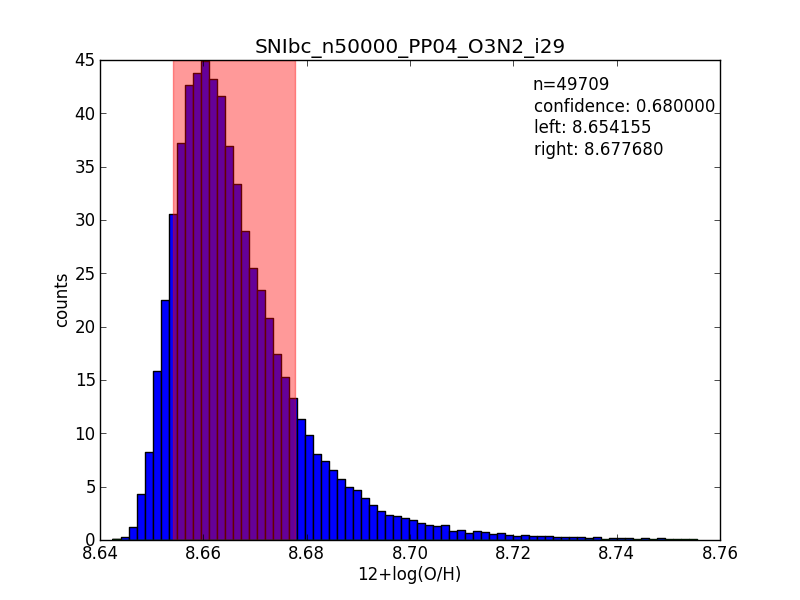 SNIbc_n50000_PP04_O3N2_i29
n=49709
confidence: 0.680000
left: 8.654155
right: 8.677680
counts
45
40
35
30
25
20
15
10
5
0
8.64 8.66 8.68 8.70 8.72 8.74 8.76
12+log(O/H)